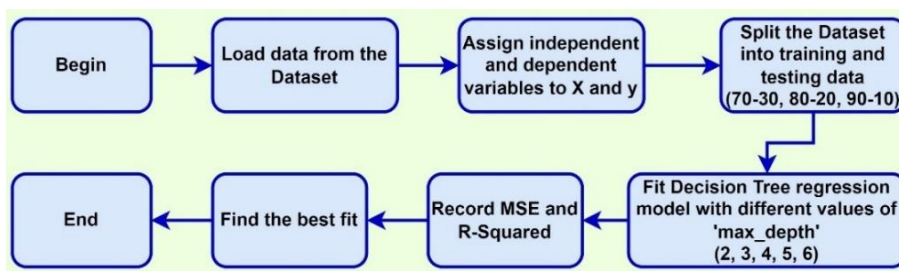 Begin
Load data from the
Dataset
Assign independent
and dependent
variables to X and y
Split the Dataset
into training and
testing data
(70-30, 80-20, 90-10)
Fit Decision Tree regression
model with different values of
'max_depth'
(2, 3, 4, 5, 6)
Record MSE and
R-Squared
Find the best fit
End